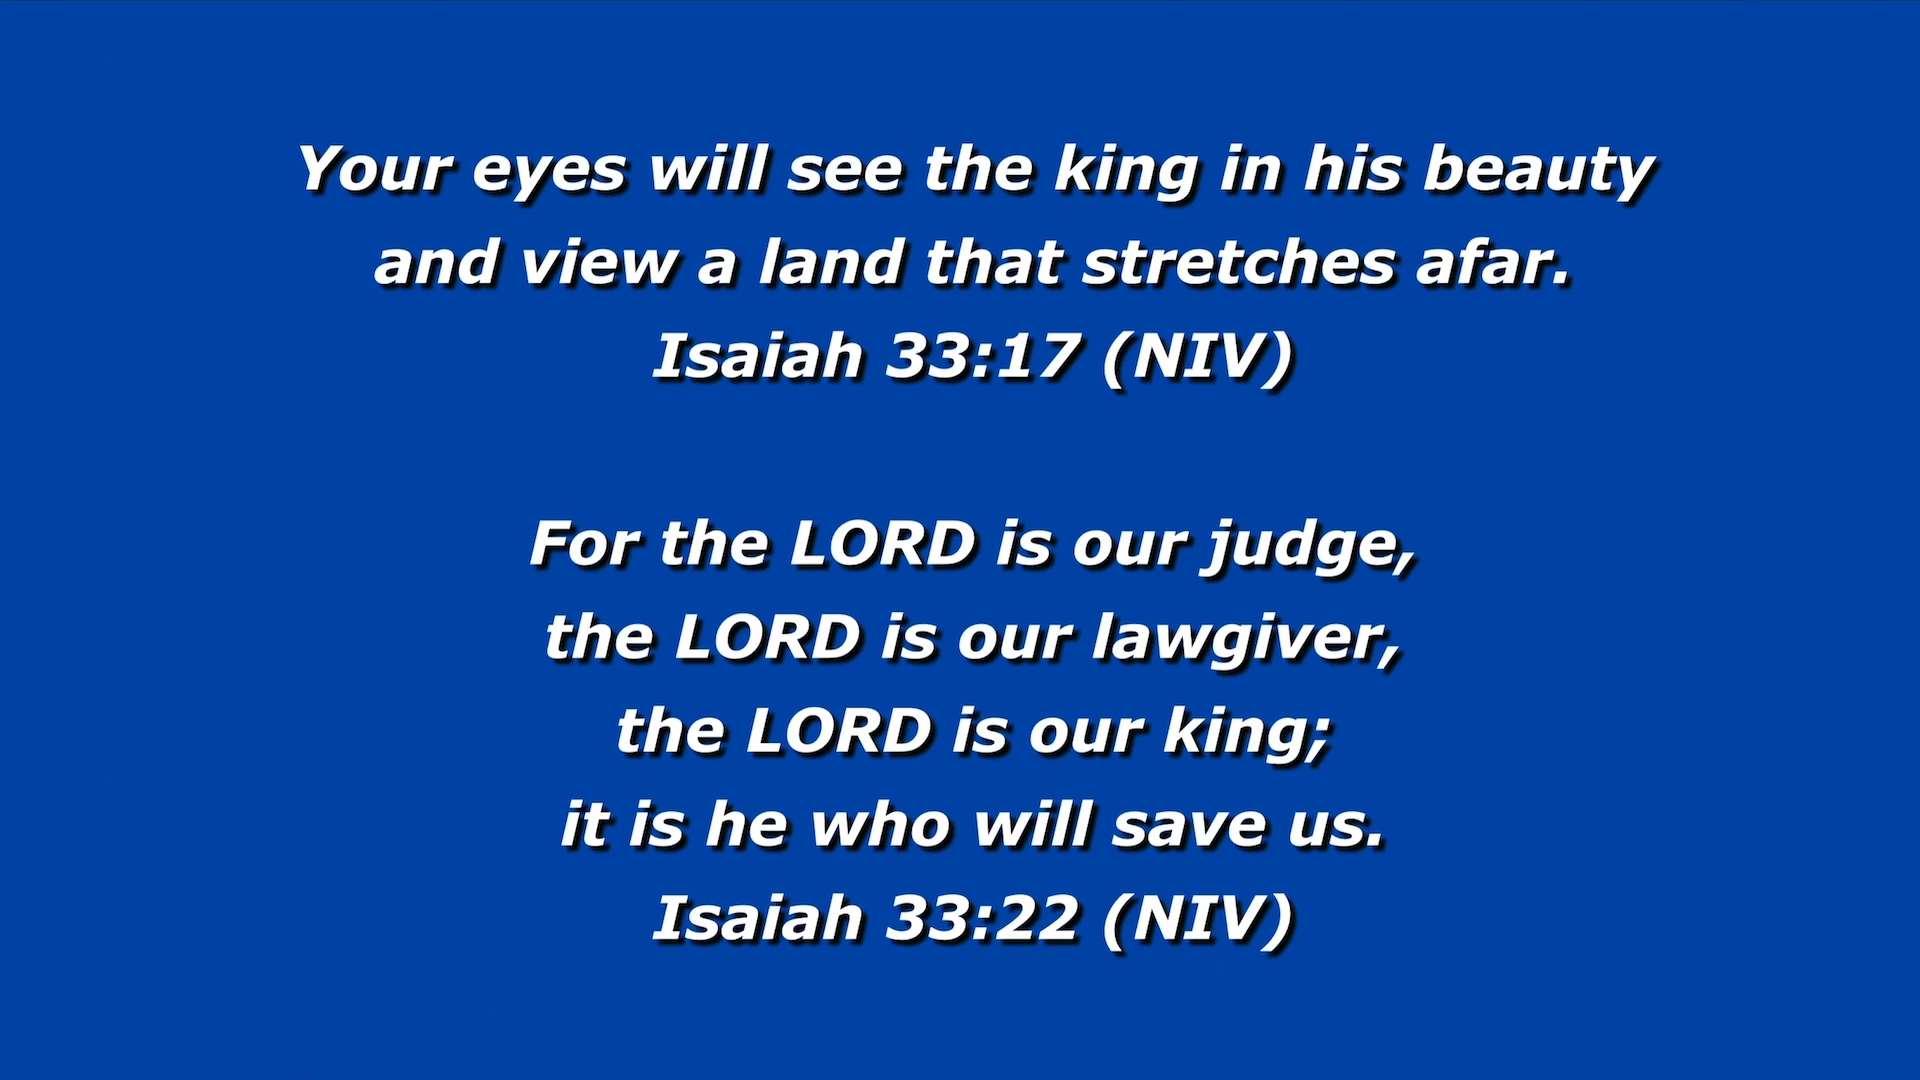 Your eyes will see the king in his beauty
and view a land that stretches afar.
Isaiah 33:17 (NIV)
For the LORD is our judge,
the LORD is our lawgiver,
the LORD is our king;
it is he who will save us.
Isaiah 33:22 (NIV)